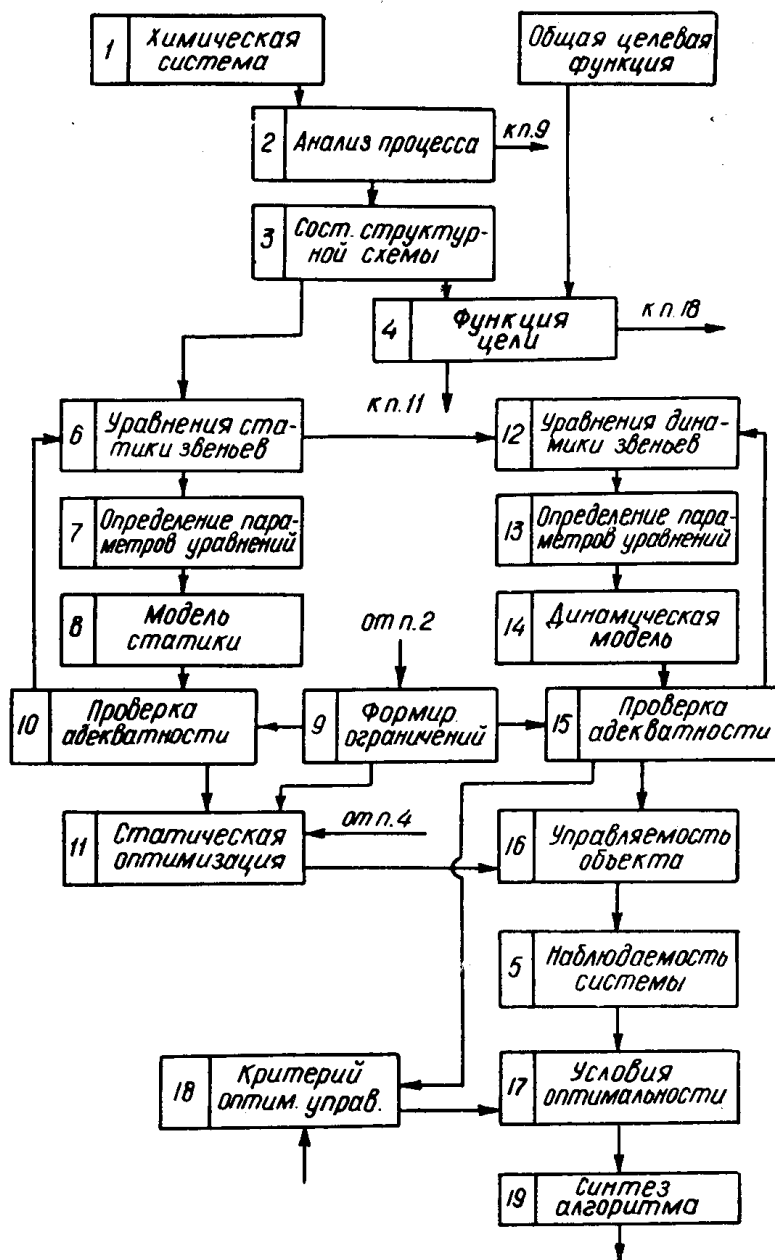 1
Химическая
система
Общая целевая
функция
2
Анализ процесса
к п.9
3
Сост. структур-
ной схемы
4
Функция
цели
к п.18
к п.11
6
Уравнения ста-
тики звеньев
12
Уравнения дина-
мики звеньев
7
Определение пара-
метров уравнений
13
Определение пара-
метров уравнений
8
Модель
статики
от п.2
14
Динамическая
модель
10
Проверка
адекватности
9
Формир.
ограничений
15
Проверка
адекватности
11
Статическая
оптимизация
от п.4
16
Управляемость
объекта
5
Наблюдаемость
системы
18
Критерий
оптим. управ.
17
Условия
оптимальности
19
Синтез
алгоритма